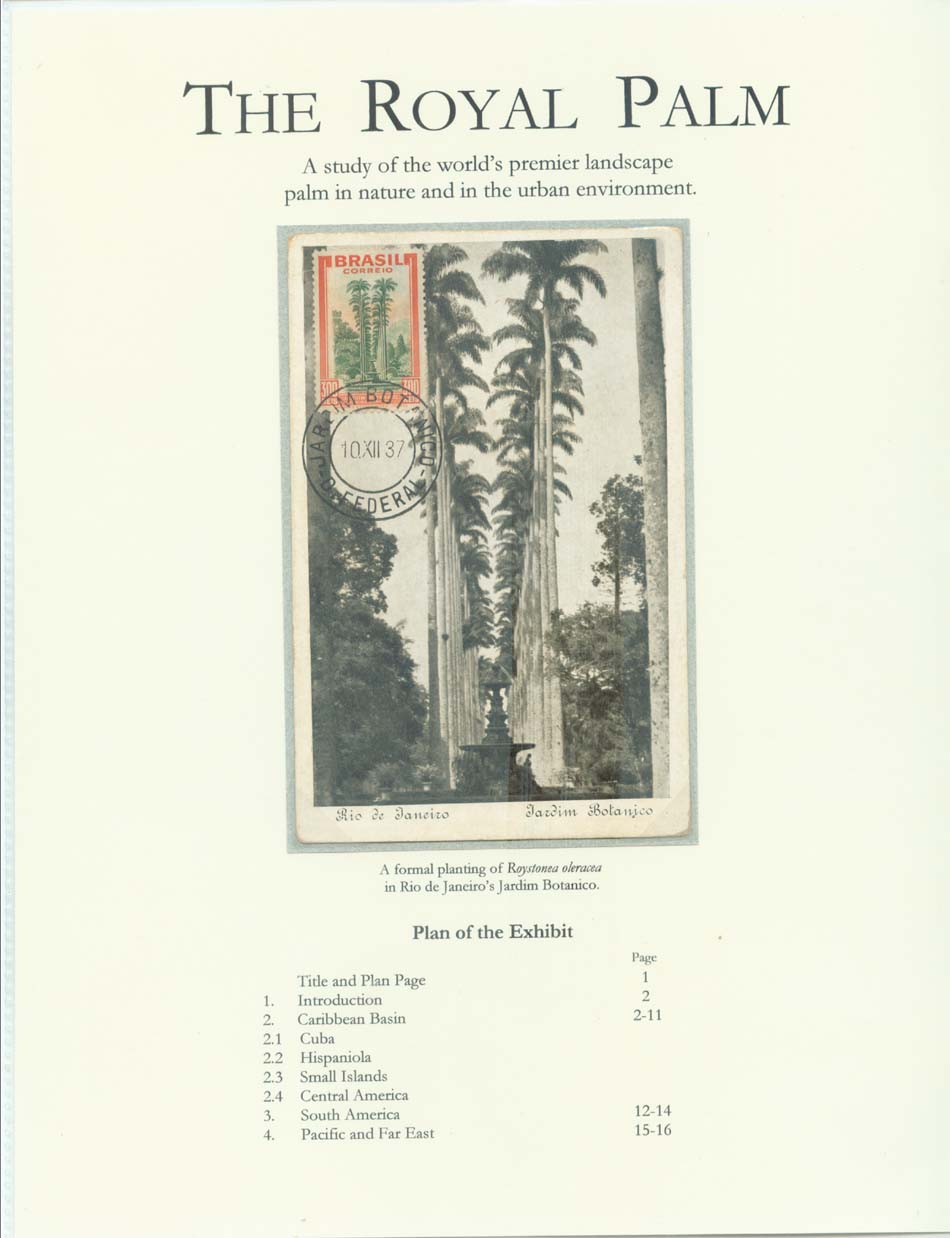 THE ROYAL PALM
A study of the world's premier landscape
palm in nature and in the urban environment.
BRASIL
CORREIO
300 300
JARDIM BOTANICO
10XII 37
D. FEDERAL
Rio de Janeiro Jardim Botanico
A formal planting of Roystonea oleracea
in Rio de Janeiro's Jardim Botanico.
Plan of the Exhibit
Page
Title and Plan Page 1
1. Introduction 2
2. Caribbean Basin 2-11
2.1 Cuba
2.2 Hispaniola
2.3 Small Islands
2.4 Central America
3. South America 12-14
4. Pacific and Far East 15-16